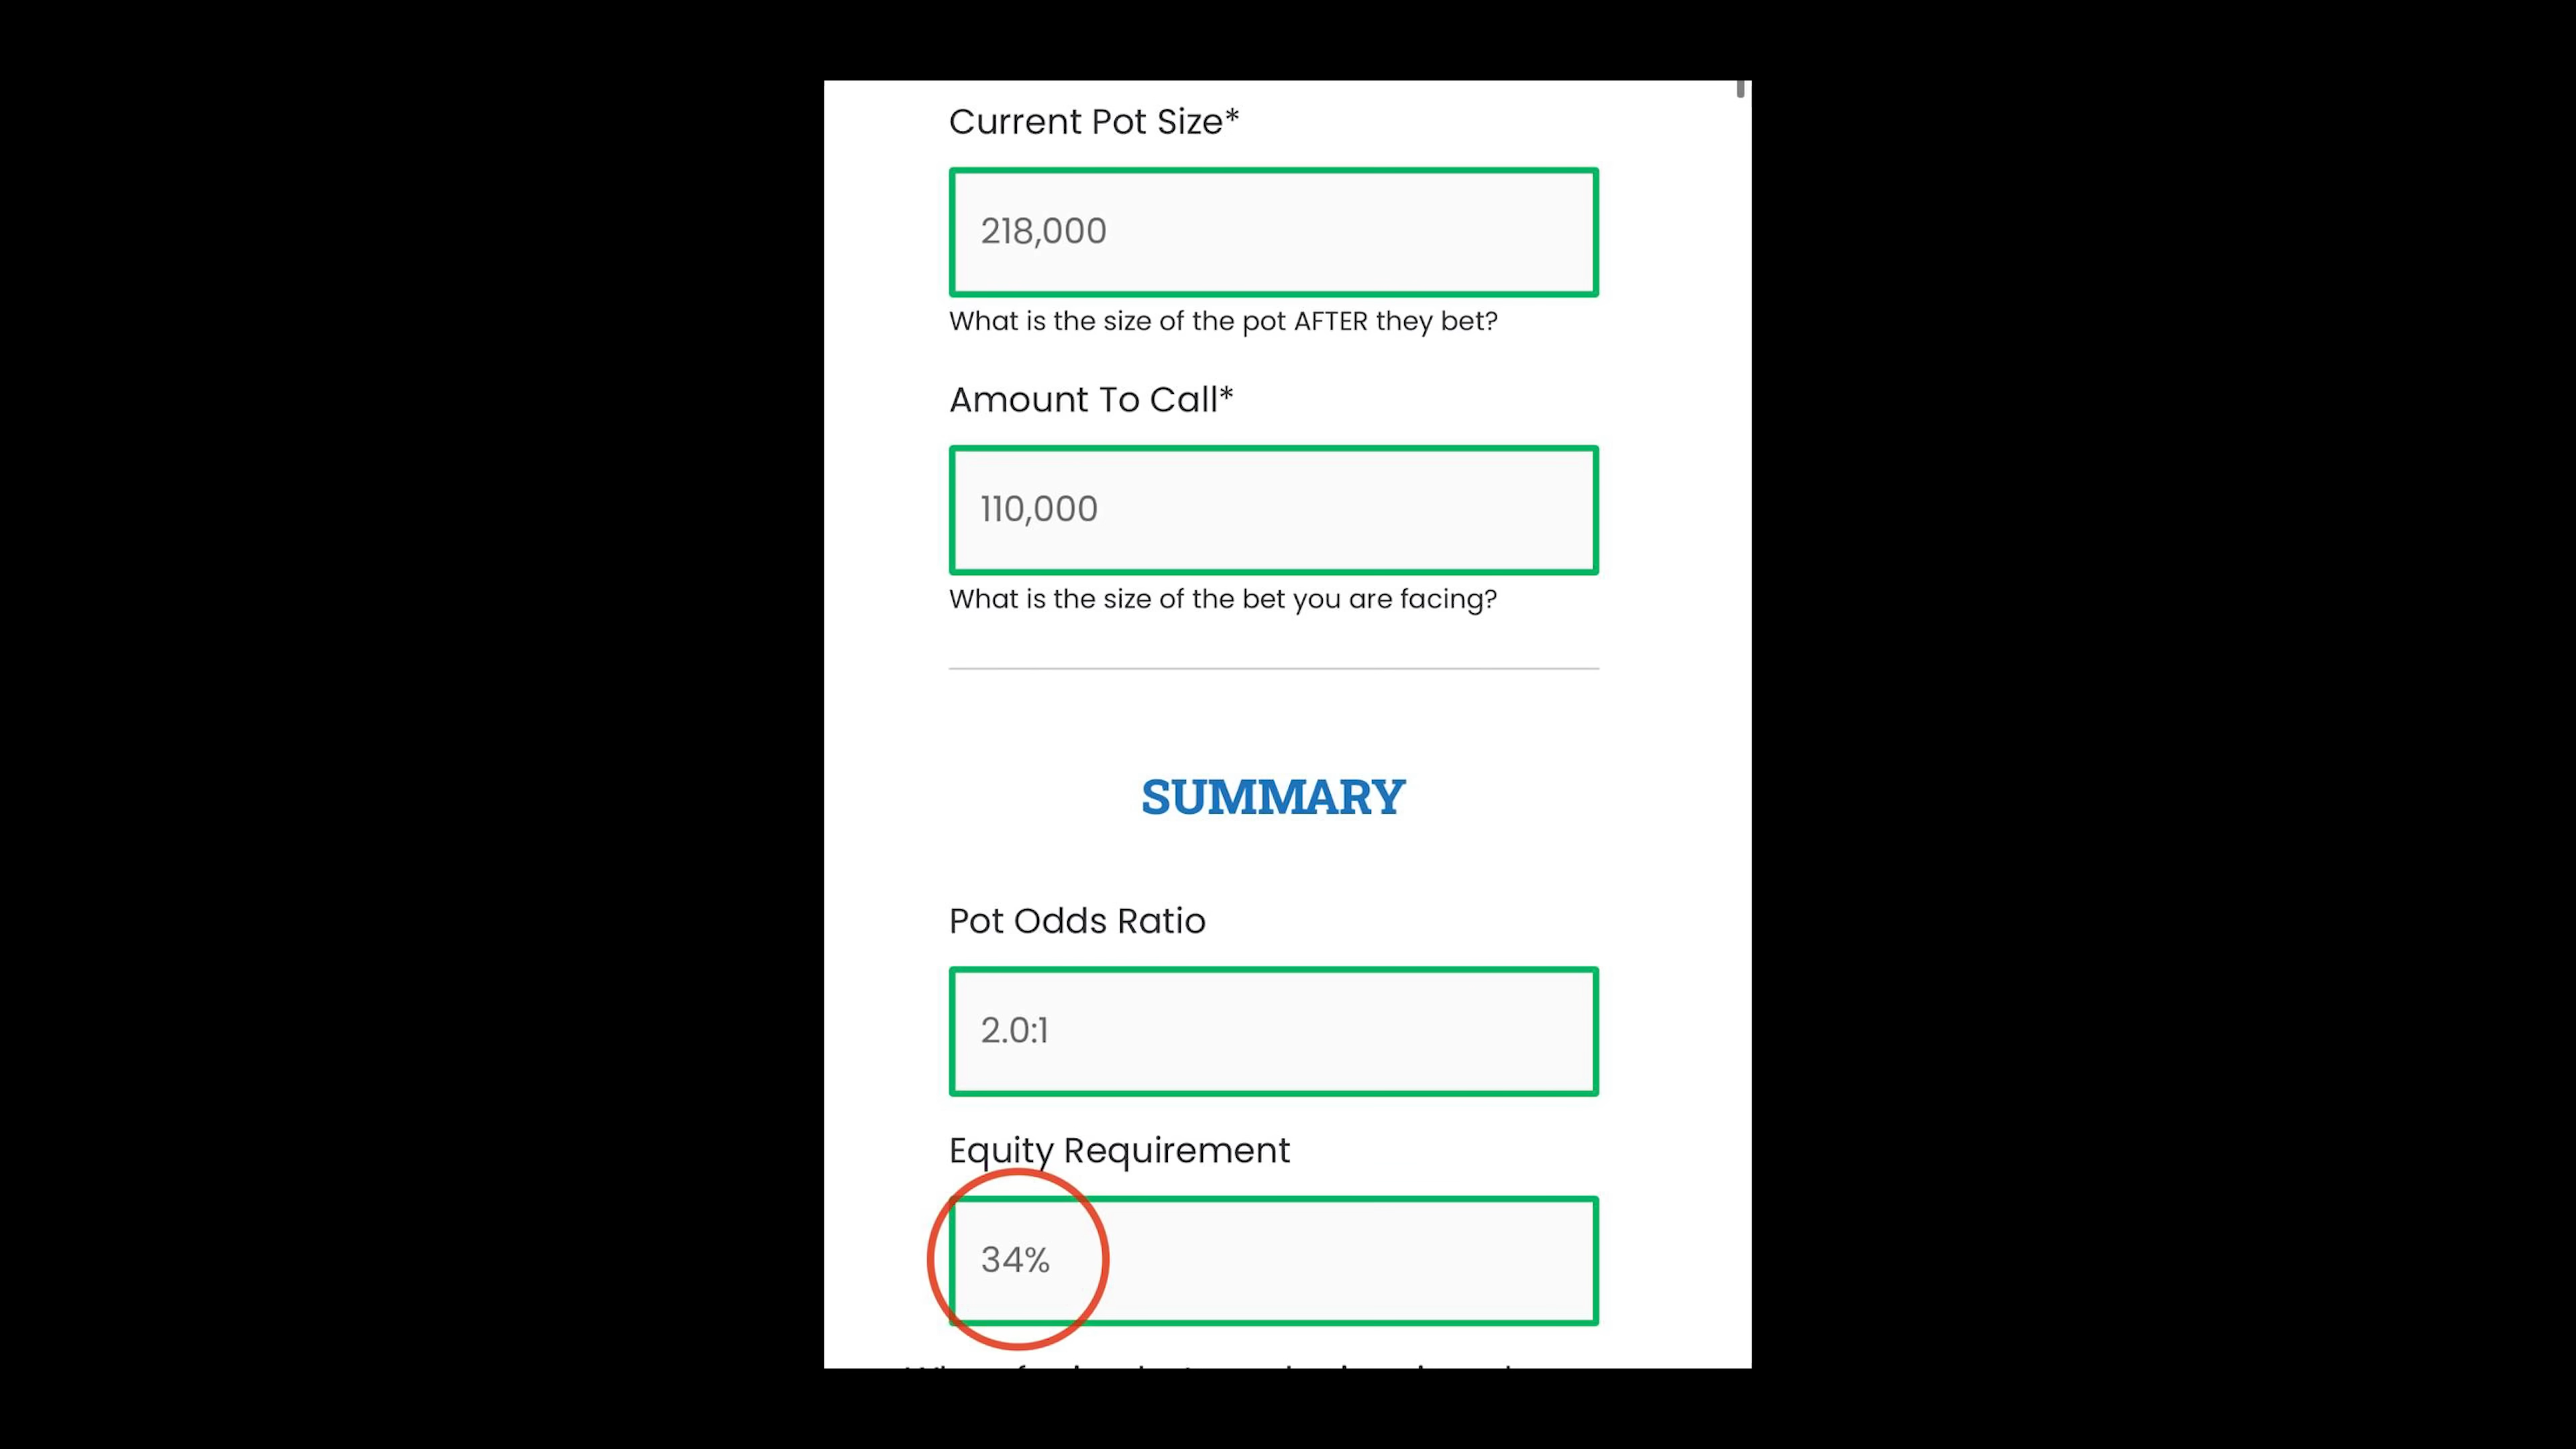 Current Pot Size*
218,000
What is the size of the pot AFTER they bet?
Amount To Call*
110,000
What is the size of the bet you are facing?
SUMMARY
Pot Odds Ratio
2.0:1
Equity Requirement
34%